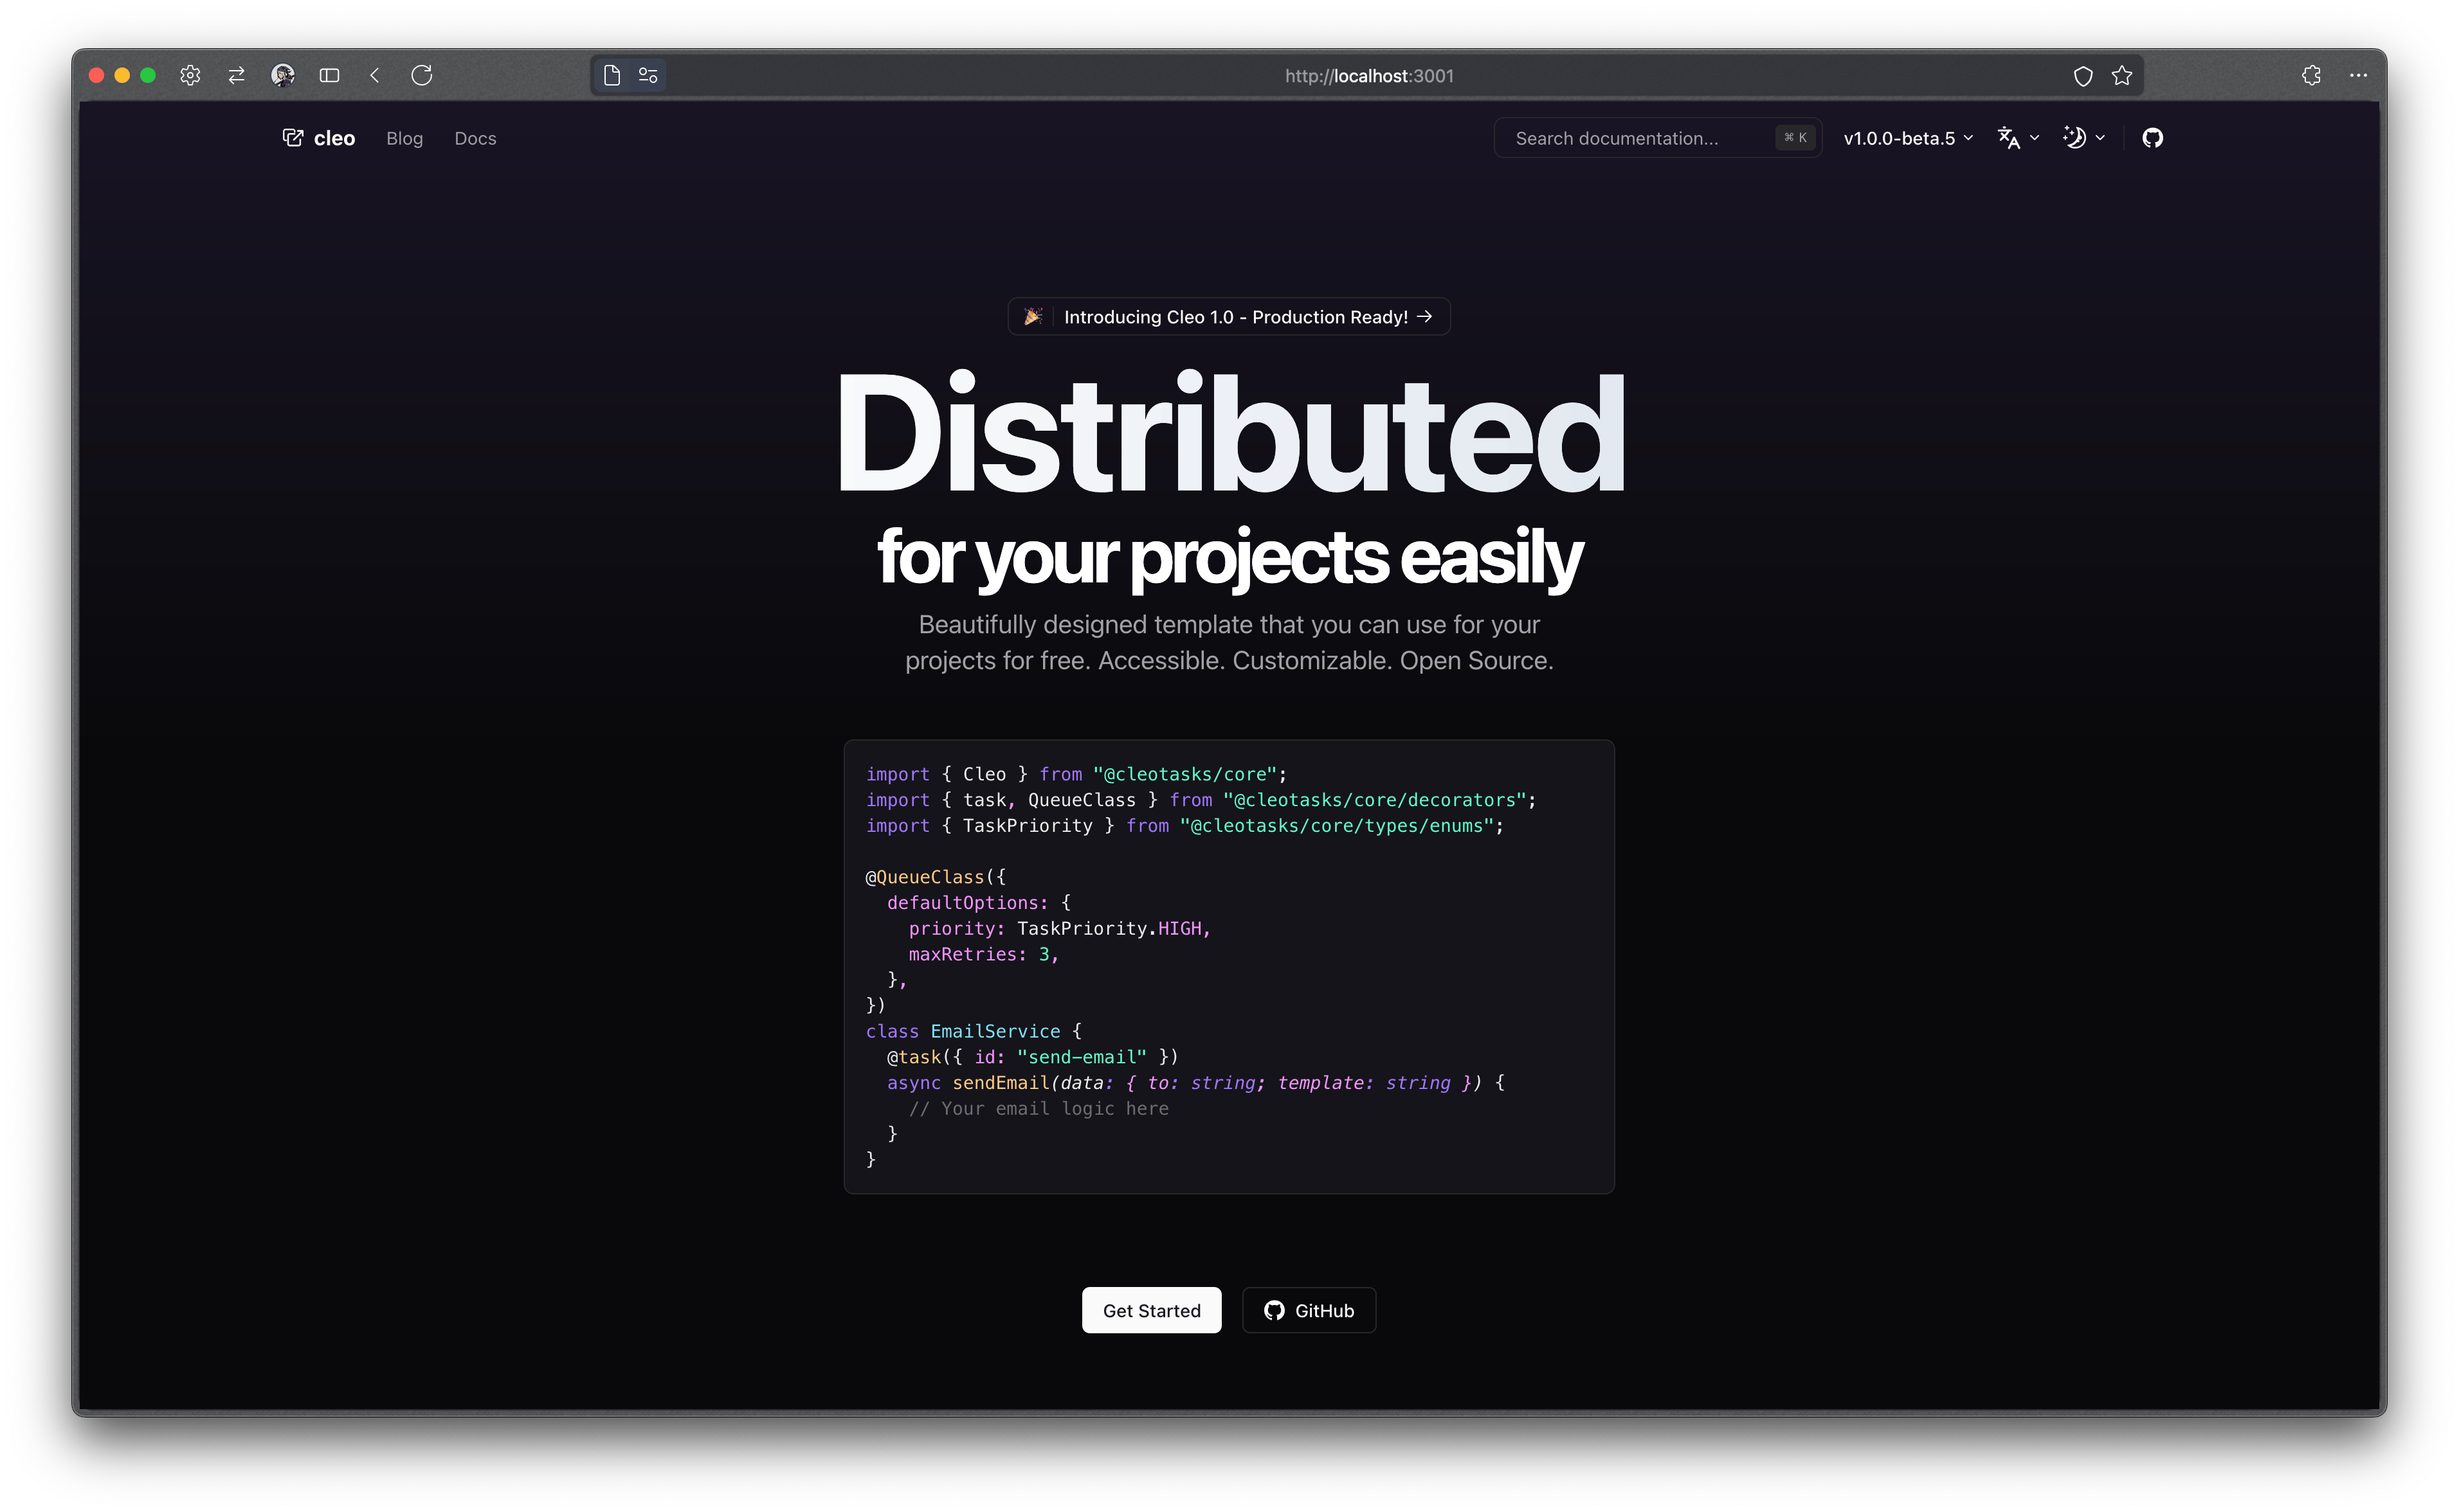 http://localhost:3001
cleo Blog Docs Search documentation... ⌘ K v1.0.0-beta.5
🎉 Introducing Cleo 1.0 - Production Ready! →
Distributed
for your projects easily
Beautifully designed template that you can use for your
projects for free. Accessible. Customizable. Open Source.
import { Cleo } from "@cleotasks/core";
import { task, QueueClass } from "@cleotasks/core/decorators";
import { TaskPriority } from "@cleotasks/core/types/enums";
@QueueClass({
  defaultOptions: {
    priority: TaskPriority.HIGH,
    maxRetries: 3,
  },
})
class EmailService {
  @task({ id: "send-email" })
  async sendEmail(data: { to: string; template: string }) {
    // Your email logic here
  }
}
Get Started GitHub